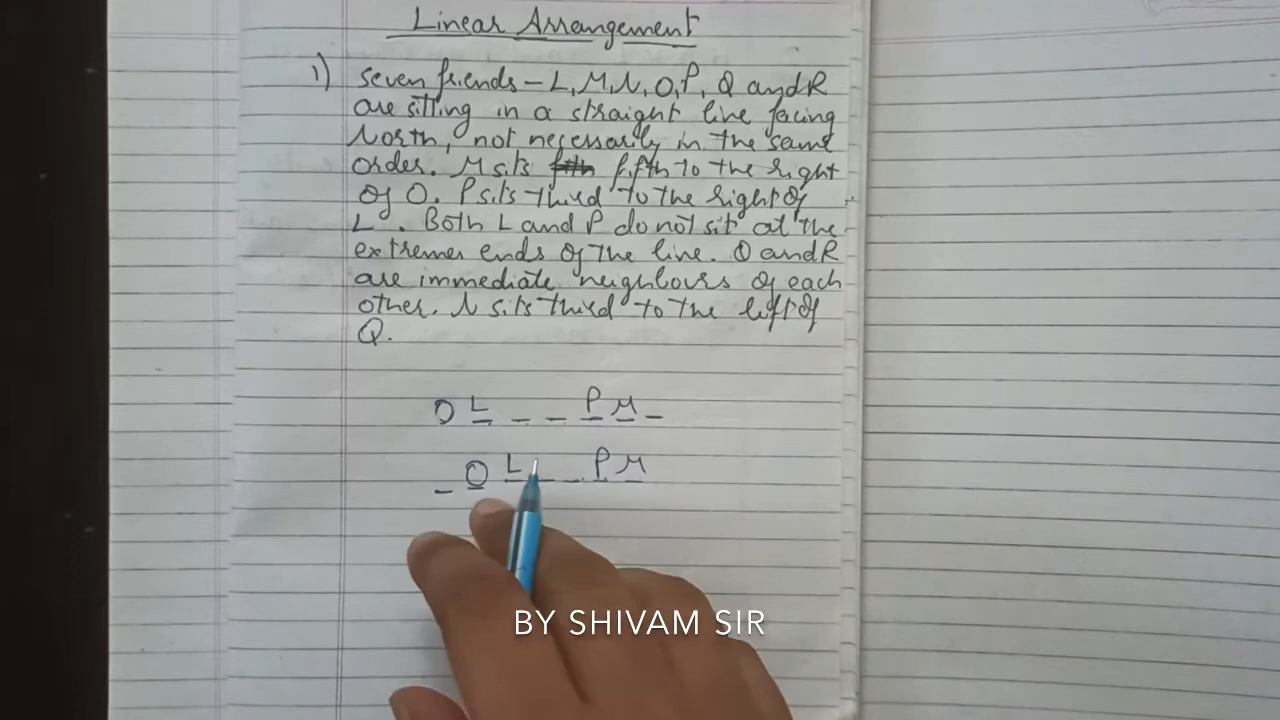 Linear Arrangement
1) Seven friends - L, M, N, O, P, Q and R
are sitting in a straight line facing
North, not necessarily in the same
order. M sits fifth to the right
of O. P sits third to the right of
L. Both L and P do not sit at the
extremes ends of the line. Q and R
are immediate neighbours of each
other. N sits third to the left of
Q.
O L _ _ P M _
_ O L _ _ P M
BY SHIVAM SIR